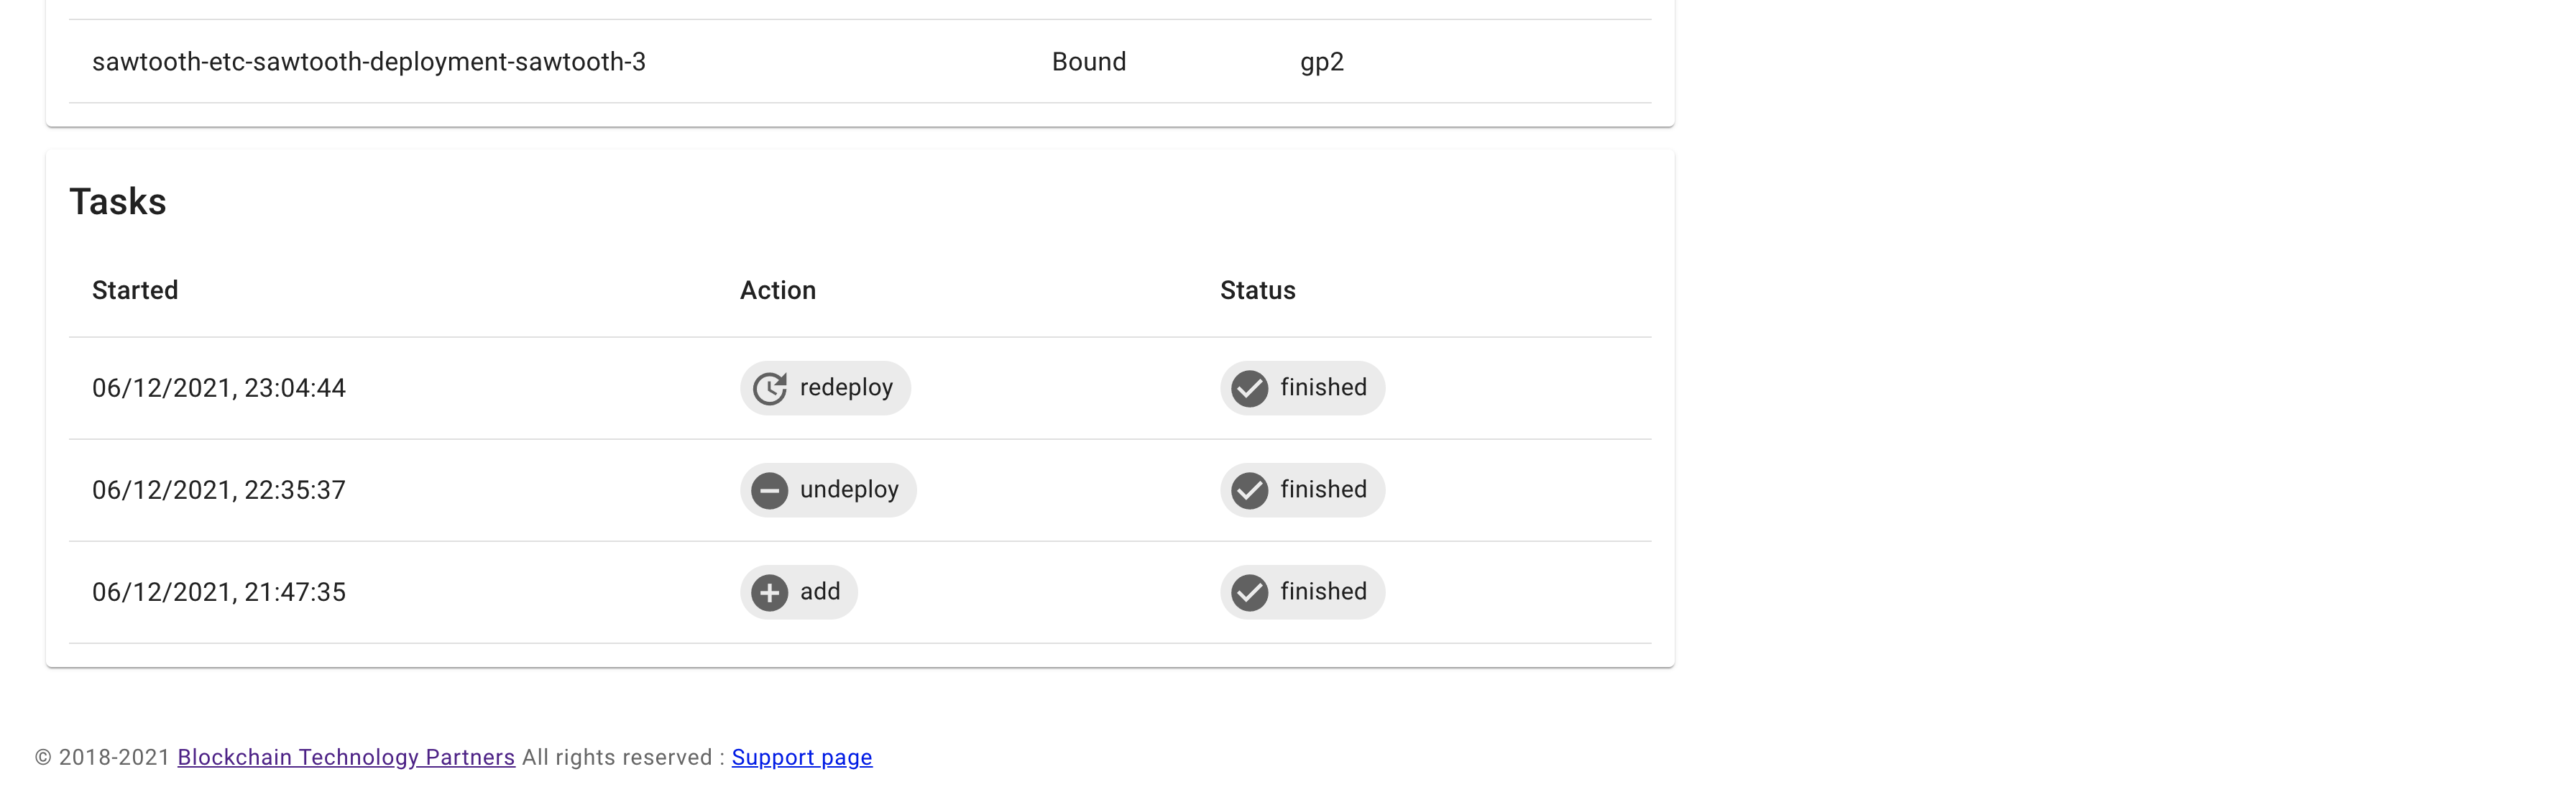 sawtooth-etc-sawtooth-deployment-sawtooth-3 Bound gp2
Tasks
Started Action Status
06/12/2021, 23:04:44 redeploy finished
06/12/2021, 22:35:37 undeploy finished
06/12/2021, 21:47:35 add finished
© 2018-2021 Blockchain Technology Partners All rights reserved : Support page